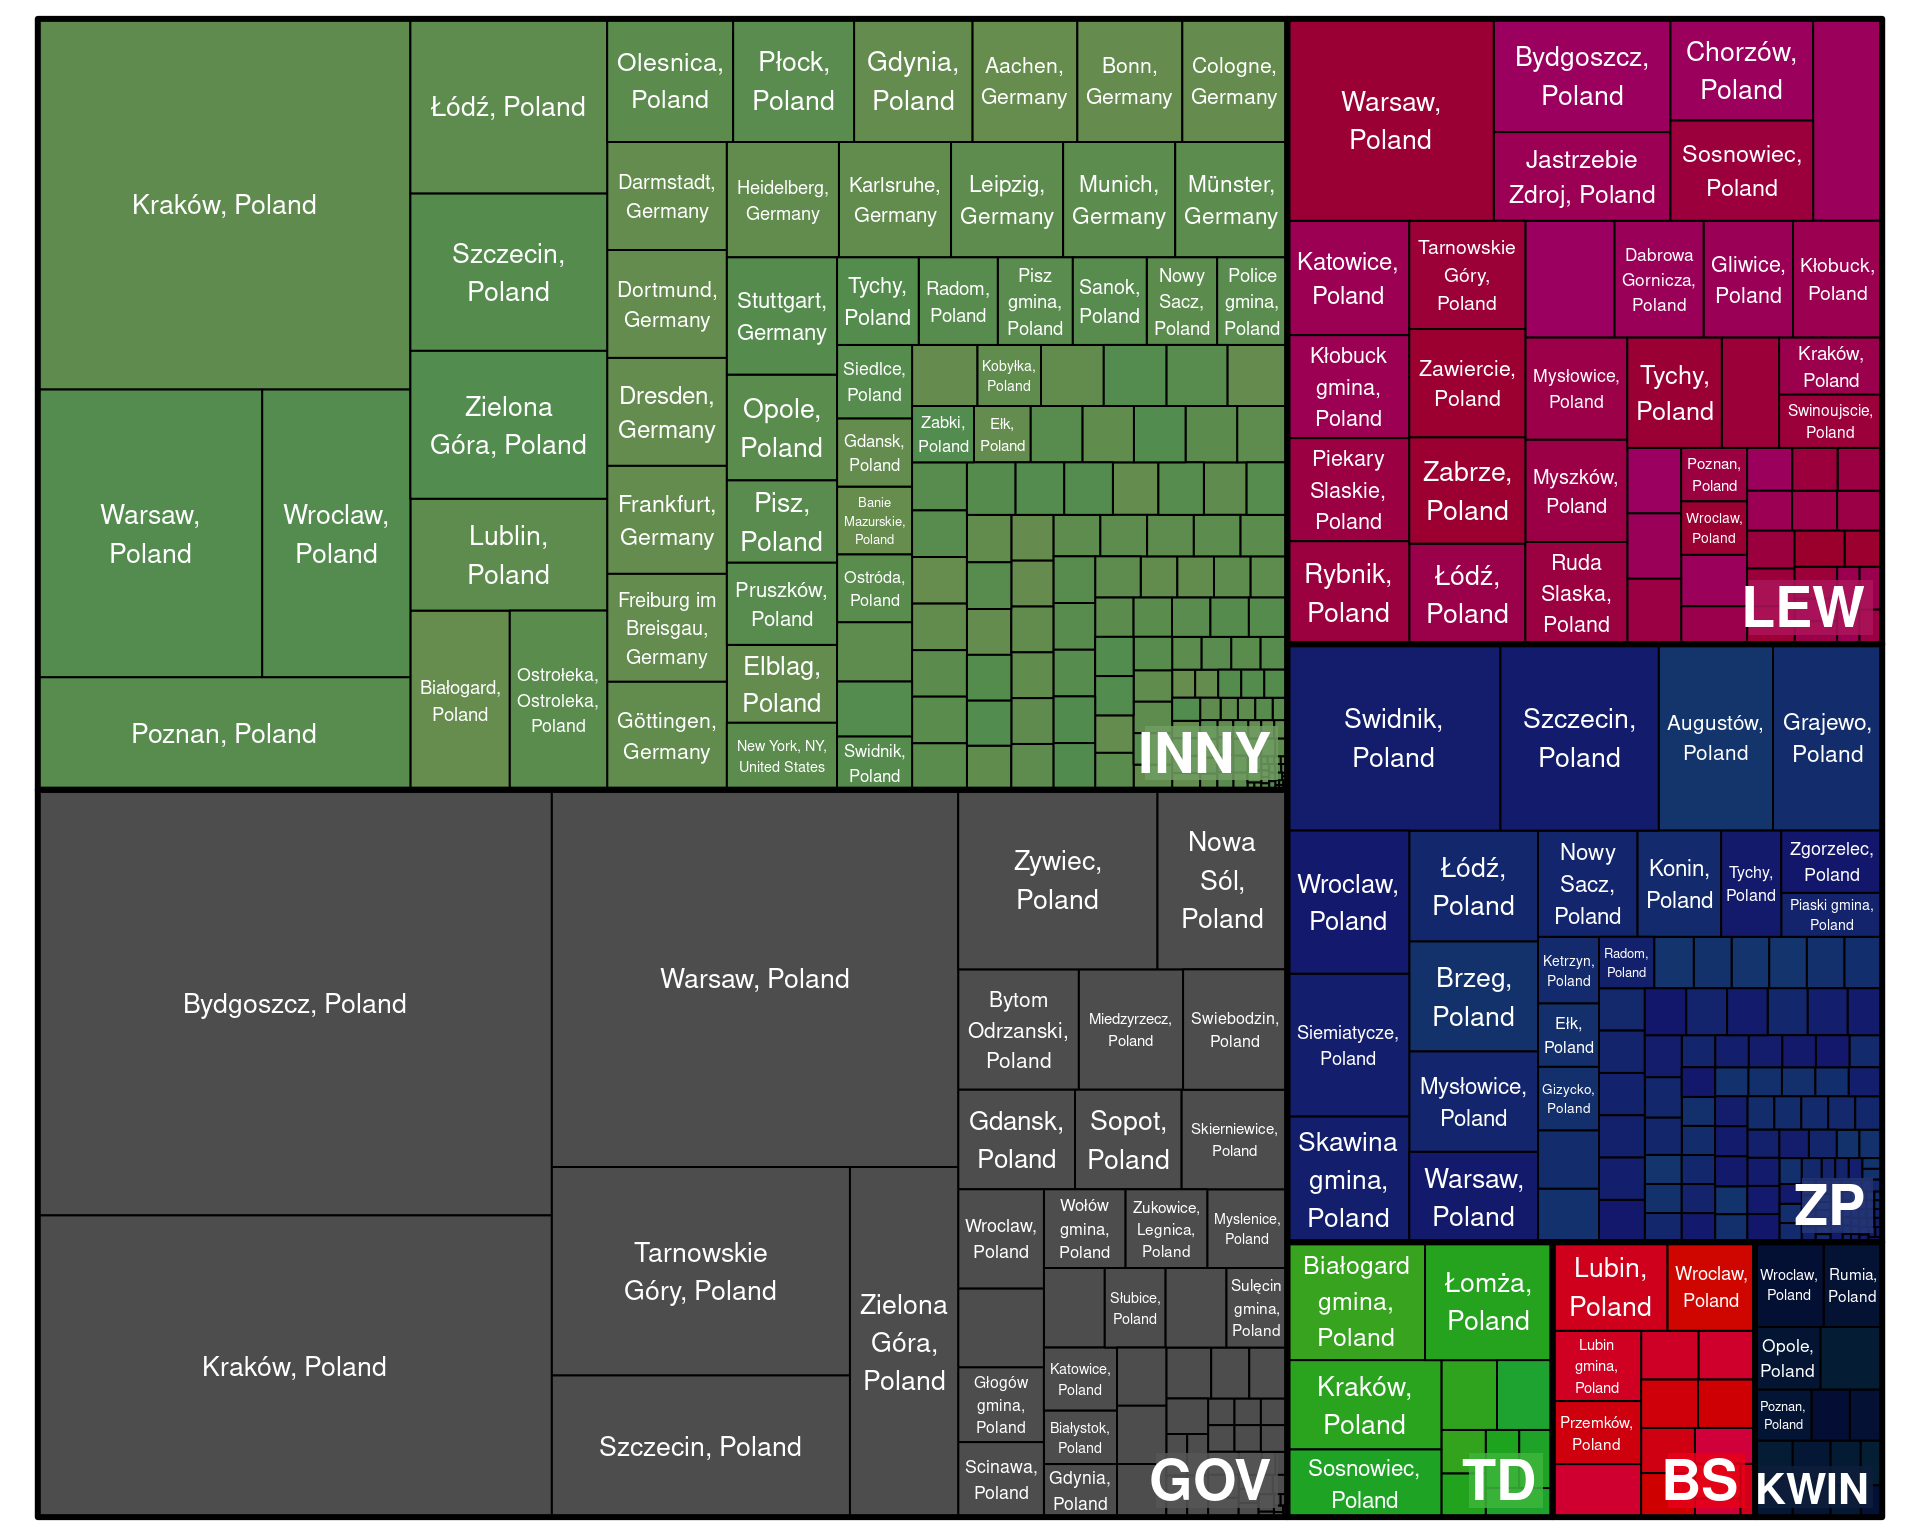 Kraków, Poland
Warsaw,
Poland
Wroclaw,
Poland
Poznan, Poland
Łódź, Poland
Szczecin,
Poland
Zielona
Góra, Poland
Lublin,
Poland
Białogard,
Poland
Ostrołeka,
Ostroleka,
Poland
Olesnica,
Poland
Płock,
Poland
Gdynia,
Poland
Aachen,
Germany
Bonn,
Germany
Cologne,
Germany
Darmstadt,
Germany
Dortmund,
Germany
Dresden,
Germany
Frankfurt,
Germany
Freiburg im
Breisgau,
Germany
Göttingen,
Germany
Heidelberg,
Germany
Karlsruhe,
Germany
Leipzig,
Germany
Munich,
Germany
Münster,
Germany
Stuttgart,
Germany
Opole,
Poland
Pisz,
Poland
Pruszków,
Poland
Elblag,
Poland
New York, NY,
United States
Tychy,
Poland
Radom,
Poland
Pisz
gmina,
Poland
Sanok,
Poland
Nowy
Sacz,
Poland
Police
gmina,
Poland
Siedlce,
Poland
Gdansk,
Poland
Banie
Mazurskie,
Poland
Ostróda,
Poland
Swidnik,
Poland
Kobyłka,
Poland
Zabki,
Poland
Ełk,
Poland
INNY
Bydgoszcz, Poland
Kraków, Poland
Warsaw, Poland
Tarnowskie
Góry, Poland
Szczecin, Poland
Zielona
Góra,
Poland
Zywiec,
Poland
Nowa
Sól,
Poland
Bytom
Odrzanski,
Poland
Miedzyrzecz,
Poland
Swiebodzin,
Poland
Gdansk,
Poland
Sopot,
Poland
Skierniewice,
Poland
Wroclaw,
Poland
Głogów
gmina,
Poland
Scinawa,
Poland
Wołów
gmina,
Poland
Zukowice,
Legnica,
Poland
Myslenice,
Poland
Słubice,
Poland
Sulęcin
gmina,
Poland
Katowice,
Poland
Białystok,
Poland
Gdynia,
Poland
GOV
Warsaw,
Poland
Bydgoszcz,
Poland
Jastrzebie
Zdroj, Poland
Chorzów,
Poland
Sosnowiec,
Poland
Katowice,
Poland
Kłobuck
gmina,
Poland
Piekary
Slaskie,
Poland
Rybnik,
Poland
Tarnowskie
Góry,
Poland
Zawiercie,
Poland
Zabrze,
Poland
Łódź,
Poland
Dabrowa
Gornicza,
Poland
Gliwice,
Poland
Kłobuck,
Poland
Mysłowice,
Poland
Myszków,
Poland
Ruda
Slaska,
Poland
Tychy,
Poland
Kraków,
Poland
Swinoujscie,
Poland
Poznan,
Poland
Wroclaw,
Poland
LEW
Swidnik,
Poland
Szczecin,
Poland
Augustów,
Poland
Grajewo,
Poland
Wroclaw,
Poland
Siemiatycze,
Poland
Skawina
gmina,
Poland
Łódź,
Poland
Brzeg,
Poland
Mysłowice,
Poland
Warsaw,
Poland
Nowy
Sacz,
Poland
Konin,
Poland
Tychy,
Poland
Zgorzelec,
Poland
Piaski gmina,
Poland
Ketrzyn,
Poland
Radom,
Poland
Ełk,
Poland
Gizycko,
Poland
ZP
Białogard
gmina,
Poland
Łomża,
Poland
Kraków,
Poland
Sosnowiec,
Poland
TD
Lubin,
Poland
Wroclaw,
Poland
Lubin
gmina,
Poland
Przemków,
Poland
BS
Wroclaw,
Poland
Rumia,
Poland
Opole,
Poland
Poznan,
Poland
KWIN